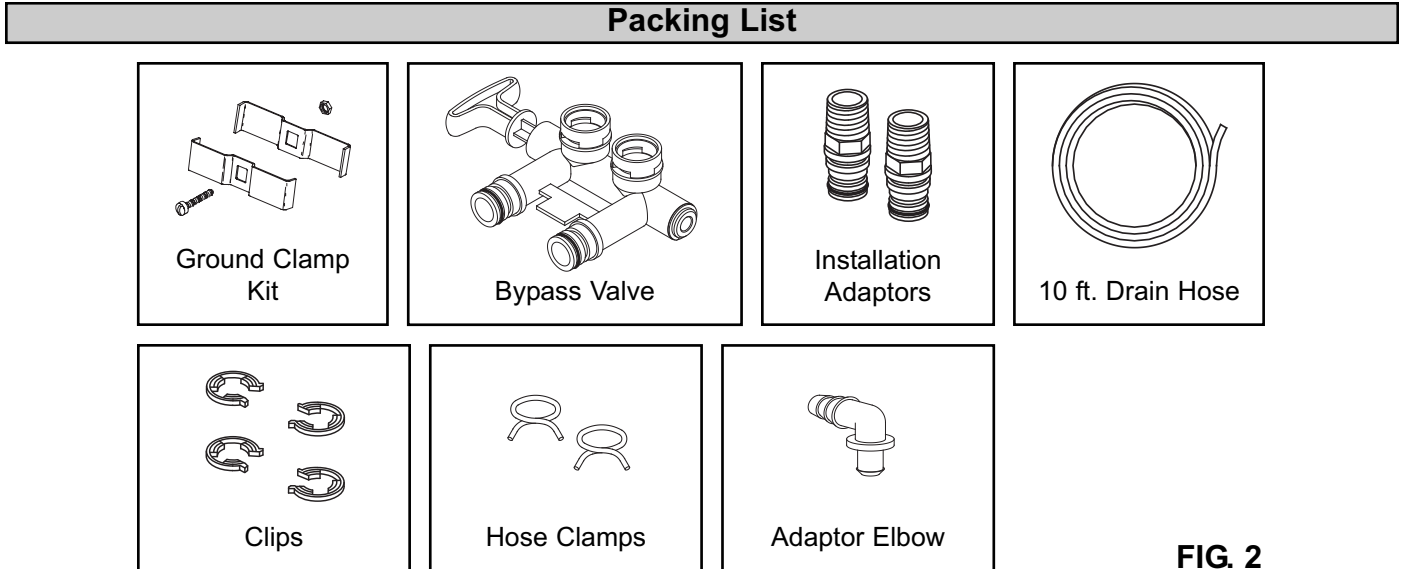 Packing List
Ground Clamp
Kit
Bypass Valve
Installation
Adaptors
10 ft. Drain Hose
Clips
Hose Clamps
Adaptor Elbow
FIG. 2